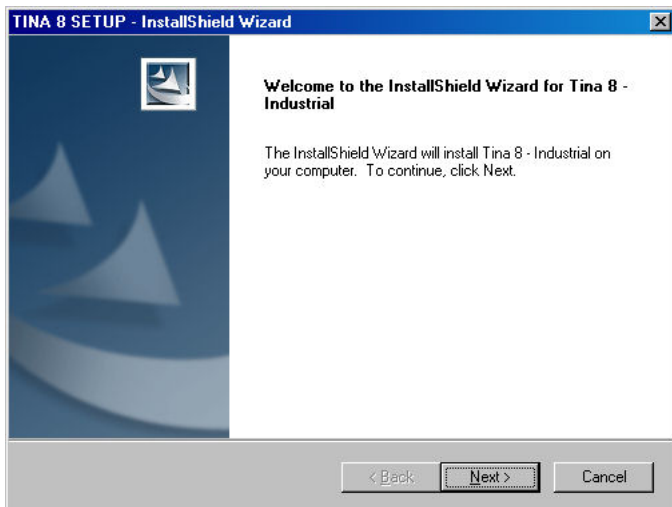 TINA 8 SETUP - InstallShield Wizard
Welcome to the InstallShield Wizard for Tina 8 -
Industrial
The InstallShield Wizard will install Tina 8 - Industrial on
your computer. To continue, click Next.
< Back
Next >
Cancel